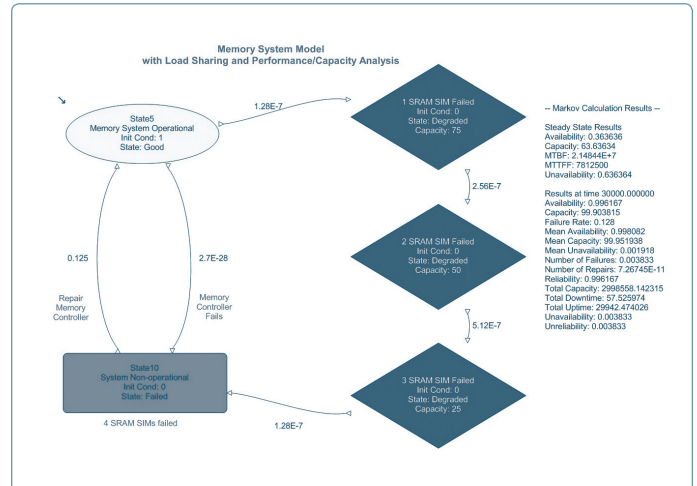 Memory System Model
with Load Sharing and Performance/Capacity Analysis
State5
Memory System Operational
Init Cond: 1
State: Good
1.28E-7
1 SRAM SIM Failed
Init Cond: 0
State: Degraded
Capacity: 75
2.56E-7
2 SRAM SIM Failed
Init Cond: 0
State: Degraded
Capacity: 50
5.12E-7
3 SRAM SIM Failed
Init Cond: 0
State: Degraded
Capacity: 25
1.28E-7
0.125
Repair
Memory
Controller
2.7E-28
Memory
Controller
Fails
State10
System Non-operational
Init Cond: 0
State: Failed
4 SRAM SIMs failed
-- Markov Calculation Results --
Steady State Results
Availability: 0.363636
Capacity: 63.63634
MTBF: 2.14844E+7
MTTFF: 7812500
Unavailability: 0.636364
Results at time 30000.000000
Availability: 0.996167
Capacity: 99.903815
Failure Rate: 0.128
Mean Availability: 0.998082
Mean Capacity: 99.951938
Mean Unavailability: 0.001918
Number of Failures: 0.003833
Number of Repairs: 7.26745E-11
Reliability: 0.996167
Total Capacity: 2998558.142315
Total Downtime: 57.525974
Total Uptime: 29942.474026
Unavailability: 0.003833
Unreliability: 0.003833